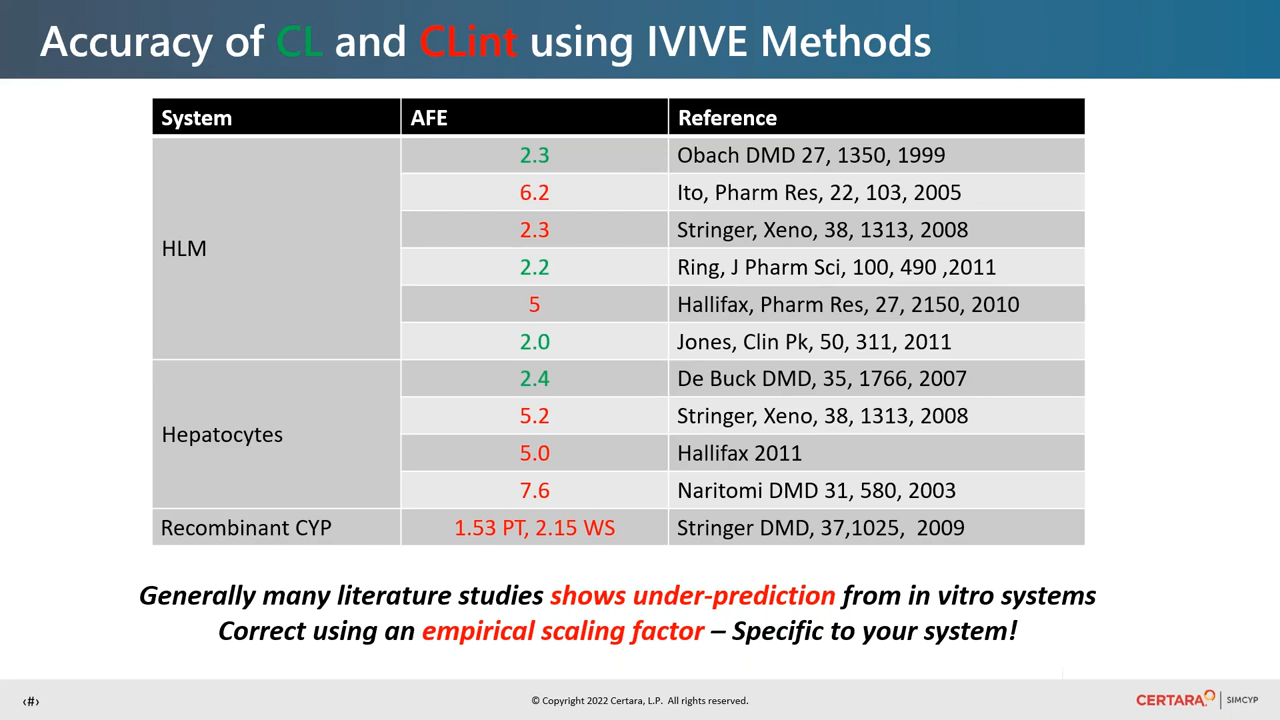 Accuracy of CL and CLint using IVIVE Methods
System AFE Reference
HLM
2.3 Obach DMD 27, 1350, 1999
6.2 Ito, Pharm Res, 22, 103, 2005
2.3 Stringer, Xeno, 38, 1313, 2008
2.2 Ring, J Pharm Sci, 100, 490 ,2011
5 Hallifax, Pharm Res, 27, 2150, 2010
2.0 Jones, Clin Pk, 50, 311, 2011
Hepatocytes
2.4 De Buck DMD, 35, 1766, 2007
5.2 Stringer, Xeno, 38, 1313, 2008
5.0 Hallifax 2011
7.6 Naritomi DMD 31, 580, 2003
Recombinant CYP 1.53 PT, 2.15 WS Stringer DMD, 37,1025, 2009
Generally many literature studies shows under-prediction from in vitro systems
Correct using an empirical scaling factor – Specific to your system!
‹#› © Copyright 2022 Certara, L.P. All rights reserved. CERTARA | SIMCYP